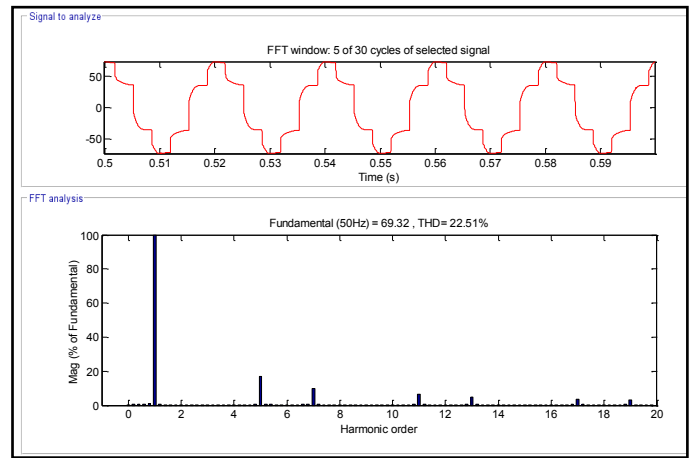 Signal to analyze
FFT window: 5 of 30 cycles of selected signal
50
0
-50
0.5 0.51 0.52 0.53 0.54 0.55 0.56 0.57 0.58 0.59
Time (s)
FFT analysis
Fundamental (50Hz) = 69.32 , THD= 22.51%
100
80
60
40
20
0
Mag (% of Fundamental)
0 2 4 6 8 10 12 14 16 18 20
Harmonic order